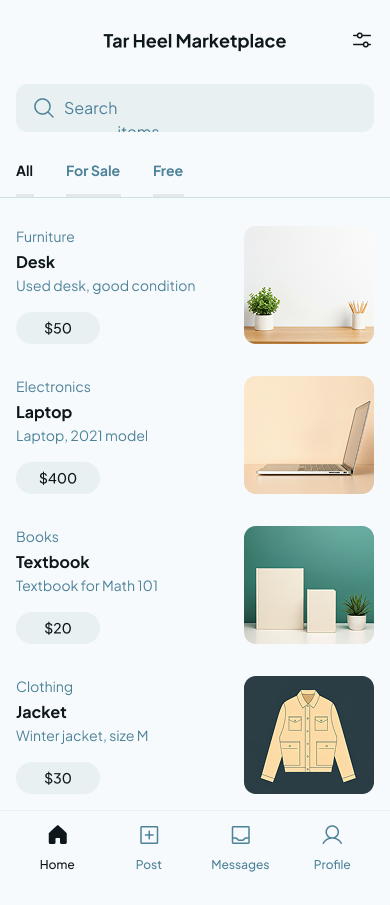 Tar Heel Marketplace
Search
items
All
For Sale
Free
Furniture
Desk
Used desk, good condition
$50
Electronics
Laptop
Laptop, 2021 model
$400
Books
Textbook
Textbook for Math 101
$20
Clothing
Jacket
Winter jacket, size M
$30
Home
Post
Messages
Profile